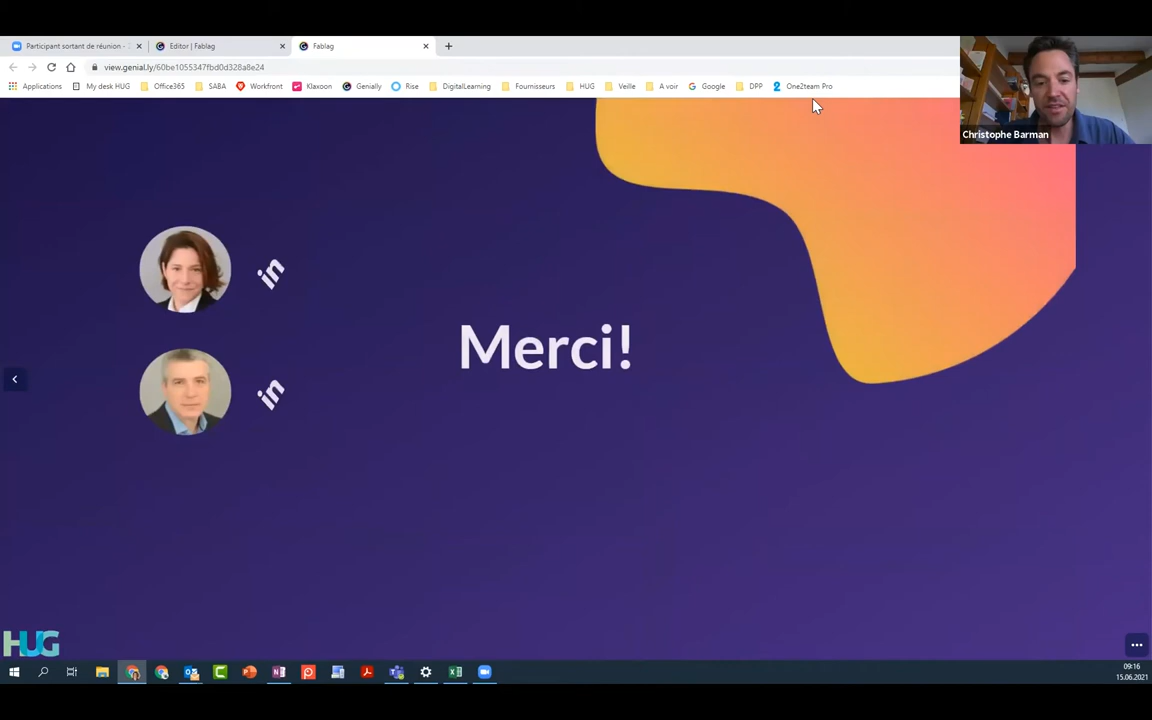 Participant sortant de réunion -
Editor | Fablag
Fablag
view.genial.ly/60be1055347fbd0d328a8e24
Applications
My desk HUG
Office365
SABA
Workfront
Klaxoon
Genially
Rise
DigitalLearning
Fournisseurs
HUG
Veille
A voir
Google
DPP
One2team Pro
Christophe Barman
in
Merci!
in
HUG
09:16
15.06.2021